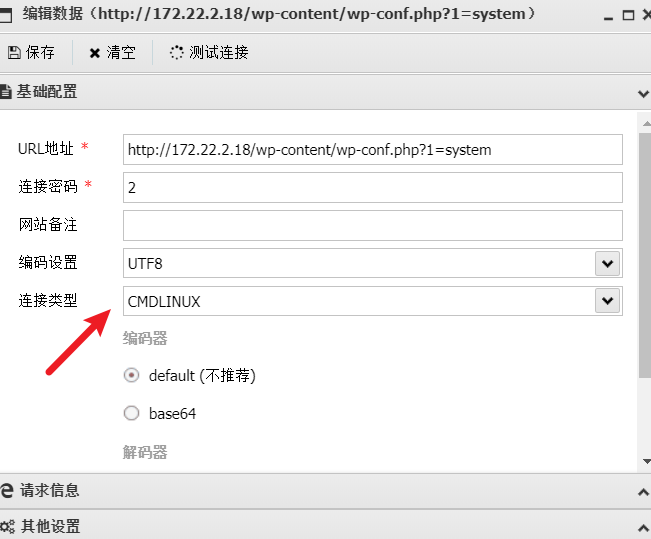 编辑数据（http://172.22.2.18/wp-content/wp-conf.php?1=system）
保存 清空 测试连接
基础配置
URL地址 * http://172.22.2.18/wp-content/wp-conf.php?1=system
连接密码 * 2
网站备注
编码设置 UTF8
连接类型 CMDLINUX
编码器
default (不推荐)
base64
解码器
请求信息
其他设置